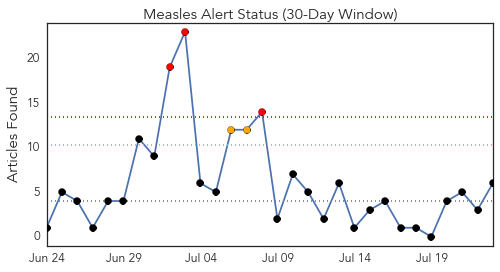 Measles Alert Status (30-Day Window)
Articles Found
20
15
10
5
0
Jun 24 Jun 29 Jul 04 Jul 09 Jul 14 Jul 19